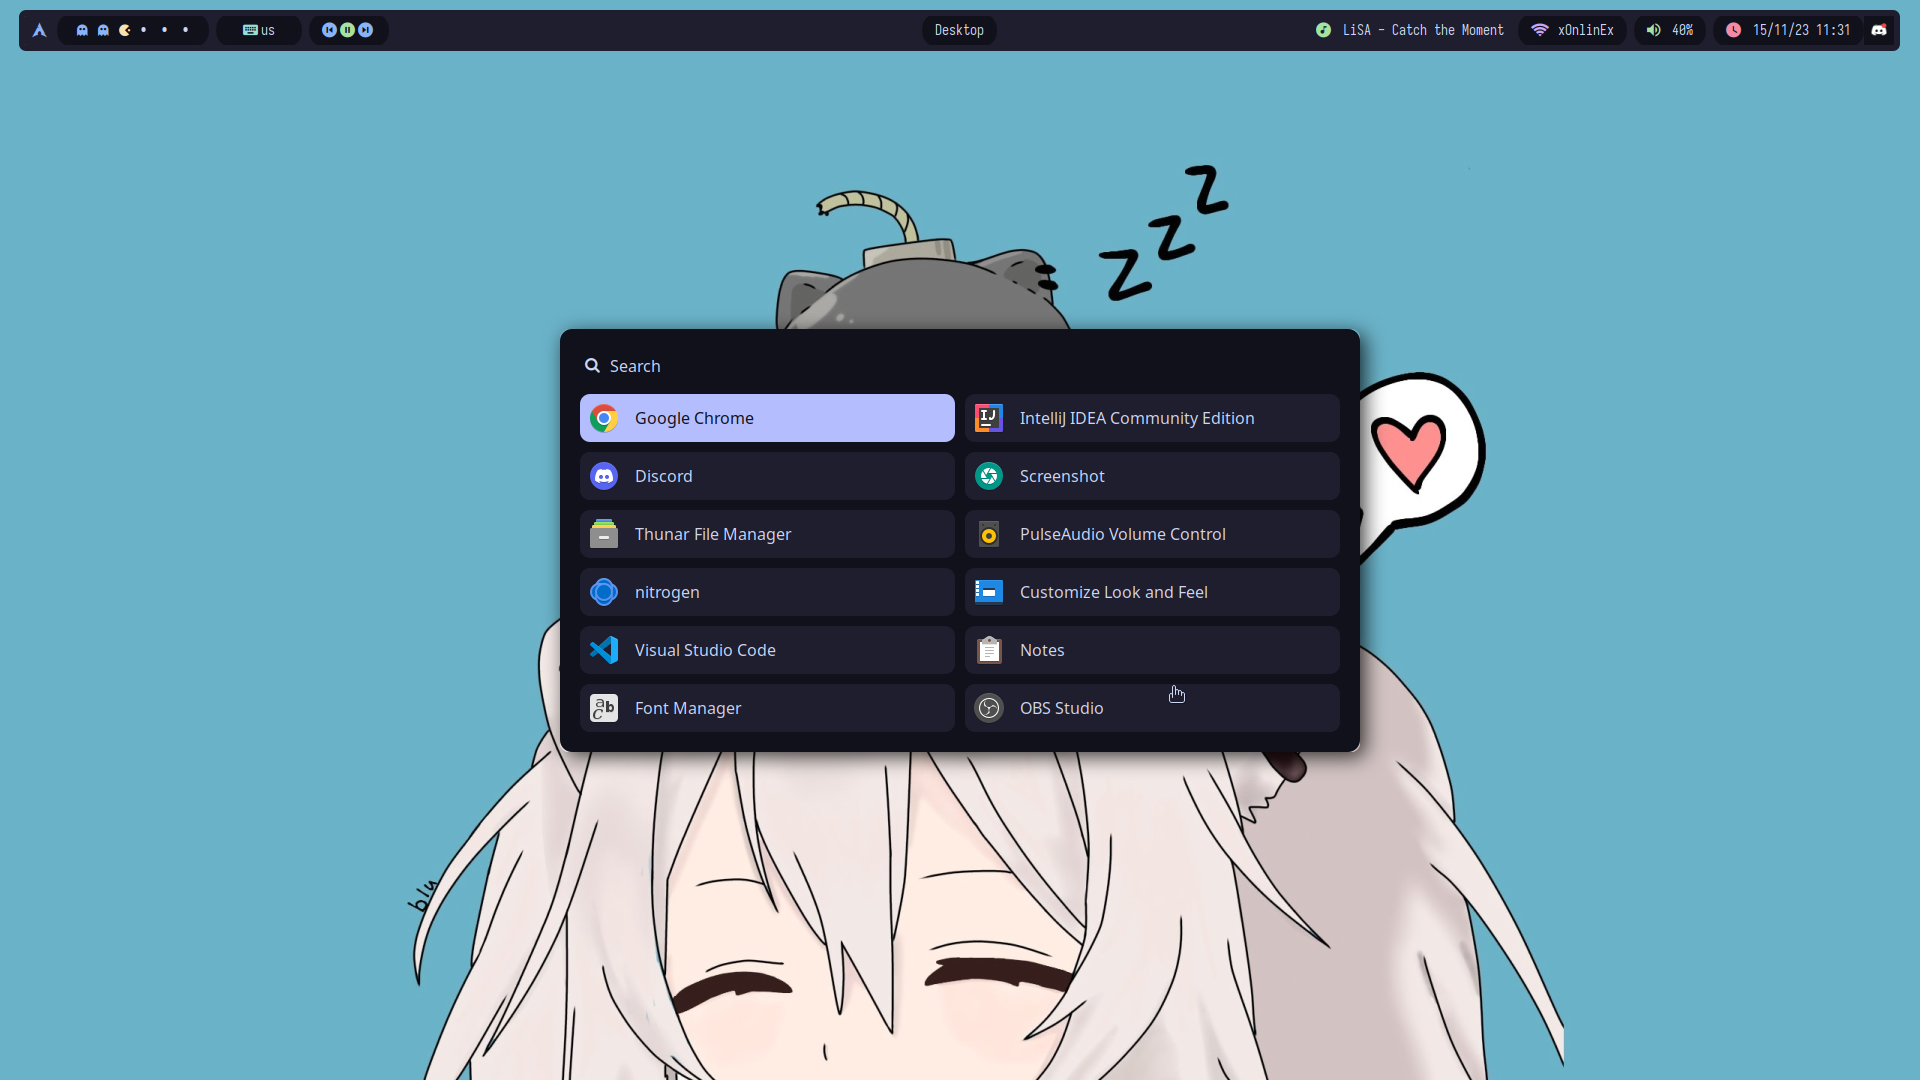 us
Desktop
LiSA - Catch the Moment
xOnlinEx
40%
15/11/23 11:31
z z z
Search
Google Chrome
IntelliJ IDEA Community Edition
Discord
Screenshot
Thunar File Manager
PulseAudio Volume Control
nitrogen
Customize Look and Feel
Visual Studio Code
Notes
Font Manager
OBS Studio
blu